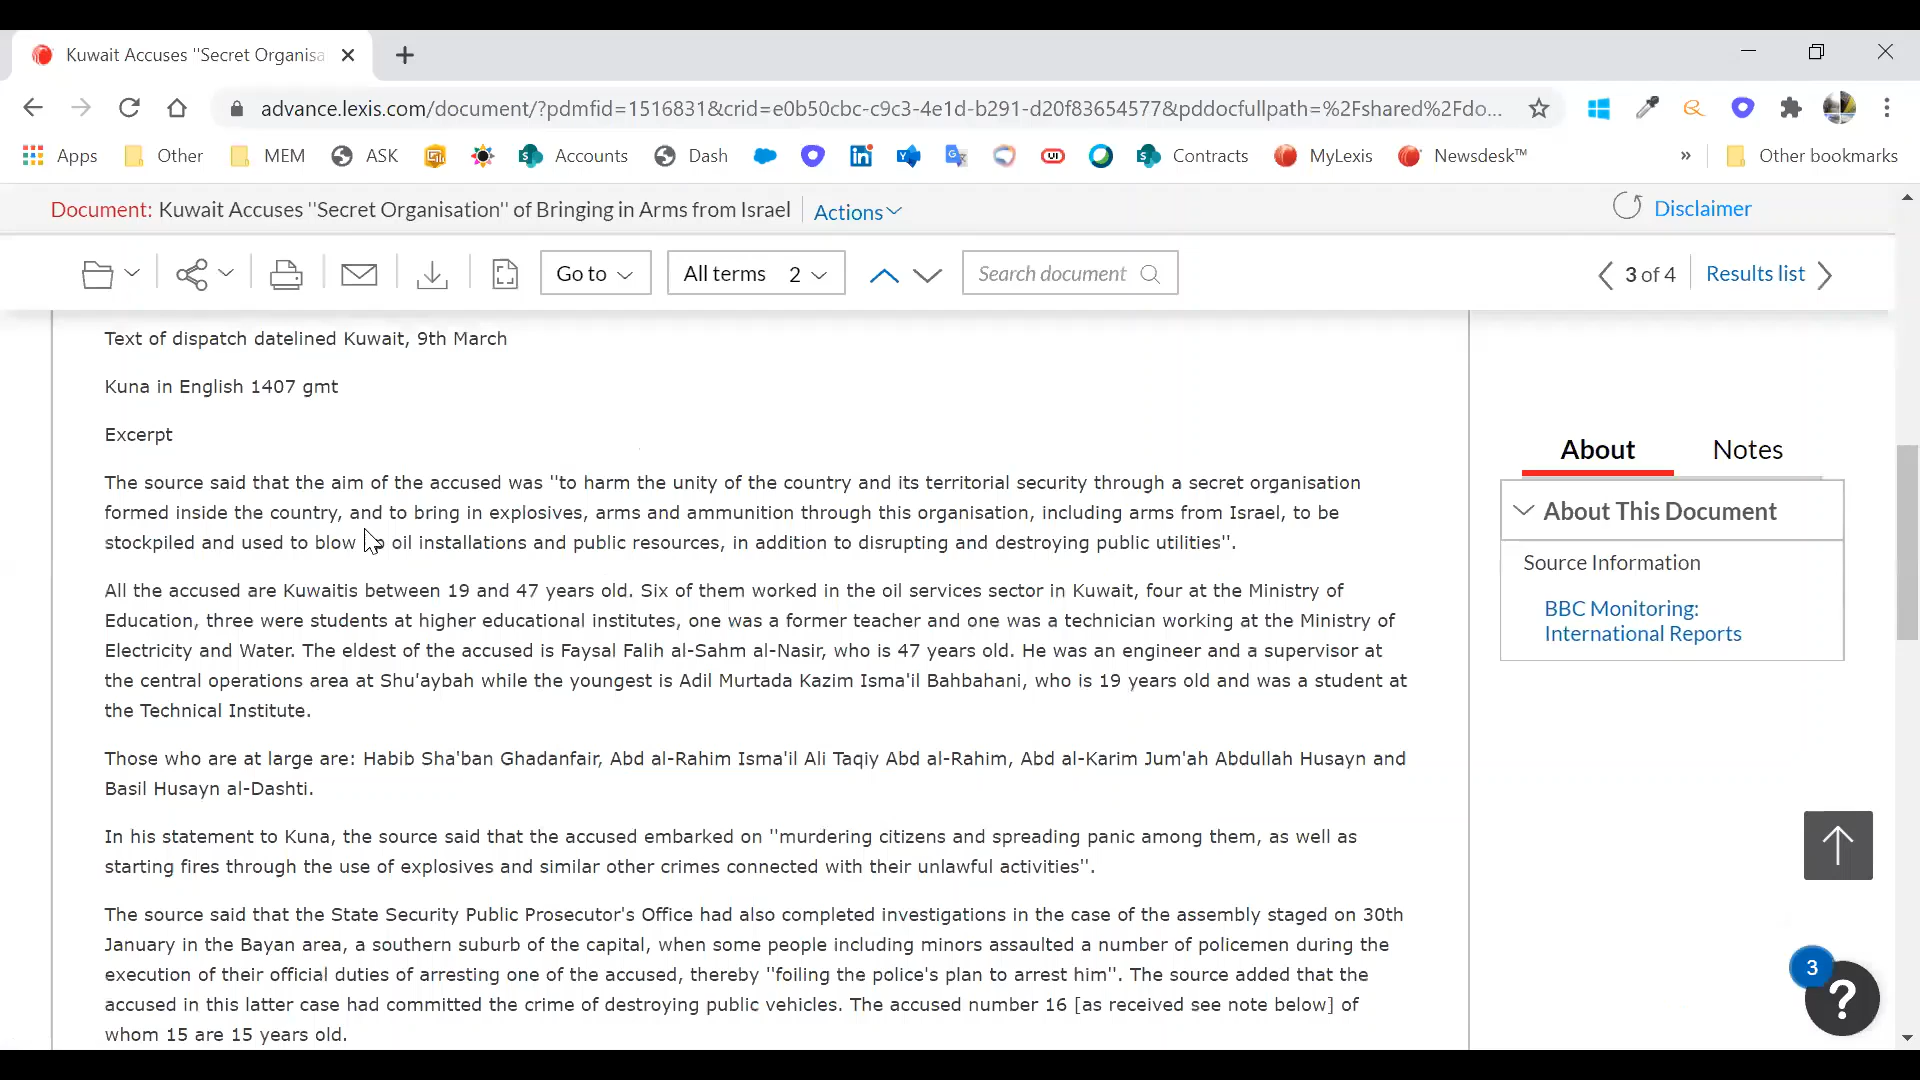 Kuwait Accuses "Secret Organisa
advance.lexis.com/document/?pdmfid=1516831&crid=e0b50cbc-c9c3-4e1d-b291-d20f83654577&pddocfullpath=%2Fshared%2Fdo...
Apps Other MEM ASK Accounts Dash Contracts MyLexis Newsdesk™ » Other bookmarks
Document: Kuwait Accuses "Secret Organisation" of Bringing in Arms from Israel Actions Disclaimer
Go to All terms 2 Search document 3 of 4 Results list
Text of dispatch datelined Kuwait, 9th March
Kuna in English 1407 gmt
Excerpt
The source said that the aim of the accused was "to harm the unity of the country and its territorial security through a secret organisation
formed inside the country, and to bring in explosives, arms and ammunition through this organisation, including arms from Israel, to be
stockpiled and used to blow oil installations and public resources, in addition to disrupting and destroying public utilities".
All the accused are Kuwaitis between 19 and 47 years old. Six of them worked in the oil services sector in Kuwait, four at the Ministry of
Education, three were students at higher educational institutes, one was a former teacher and one was a technician working at the Ministry of
Electricity and Water. The eldest of the accused is Faysal Falih al-Sahm al-Nasir, who is 47 years old. He was an engineer and a supervisor at
the central operations area at Shu'aybah while the youngest is Adil Murtada Kazim Isma'il Bahbahani, who is 19 years old and was a student at
the Technical Institute.
Those who are at large are: Habib Sha'ban Ghadanfair, Abd al-Rahim Isma'il Ali Taqiy Abd al-Rahim, Abd al-Karim Jum'ah Abdullah Husayn and
Basil Husayn al-Dashti.
In his statement to Kuna, the source said that the accused embarked on "murdering citizens and spreading panic among them, as well as
starting fires through the use of explosives and similar other crimes connected with their unlawful activities".
The source said that the State Security Public Prosecutor's Office had also completed investigations in the case of the assembly staged on 30th
January in the Bayan area, a southern suburb of the capital, when some people including minors assaulted a number of policemen during the
execution of their official duties of arresting one of the accused, thereby "foiling the police's plan to arrest him". The source added that the
accused in this latter case had committed the crime of destroying public vehicles. The accused number 16 [as received see note below] of
whom 15 are 15 years old.
About Notes
About This Document
Source Information
BBC Monitoring:
International Reports
3
?